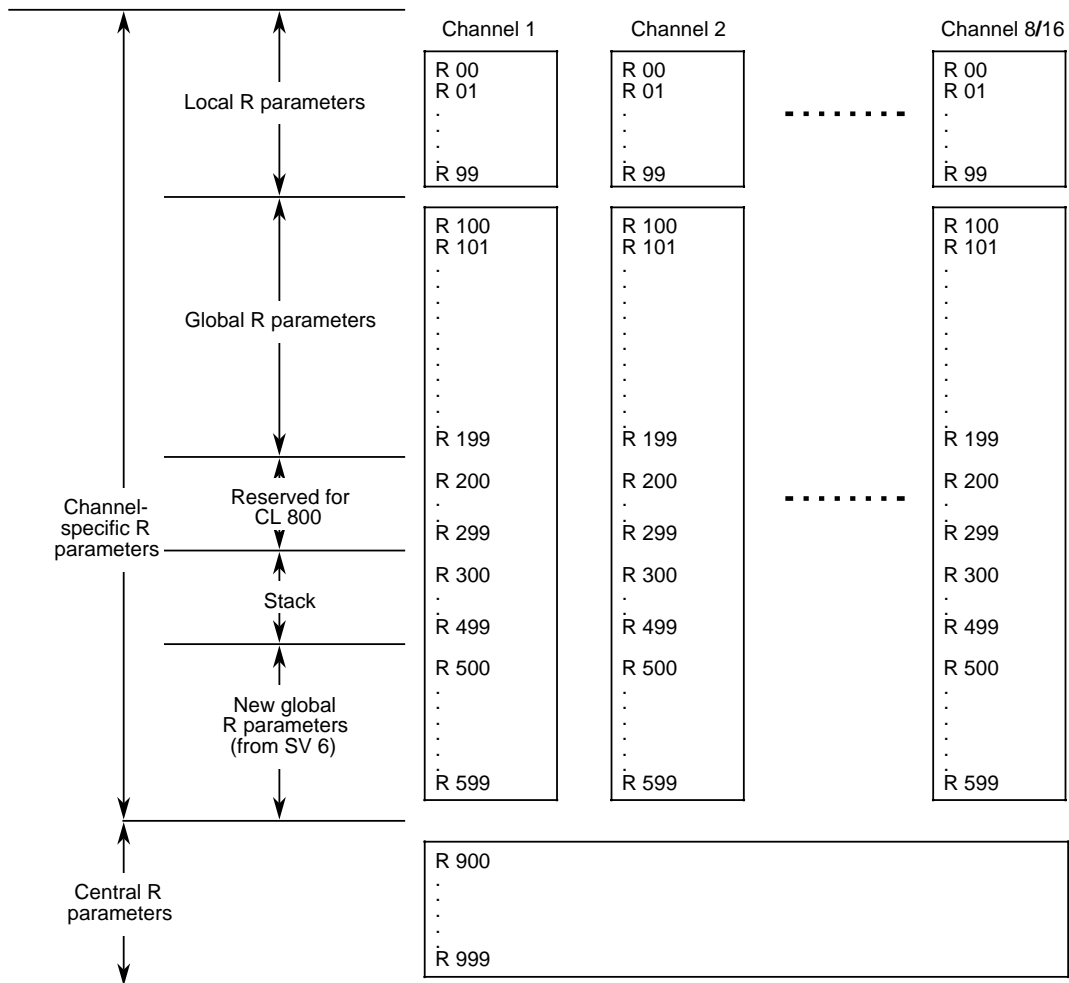 Channel 1
Channel 2
Channel 8/16
Local R parameters
R 00
R 01
.
.
.
R 99
R 00
R 01
.
.
.
R 99
R 00
R 01
.
.
.
R 99
Global R parameters
R 100
R 101
.
.
.
.
.
.
.
.
.
.
R 199
R 100
R 101
.
.
.
.
.
.
.
.
.
.
R 199
R 100
R 101
.
.
.
.
.
.
.
.
.
.
R 199
Channel-
specific R
parameters
Reserved for
CL 800
R 200
.
.
R 299
R 200
.
.
R 299
R 200
.
.
R 299
Stack
R 300
.
.
R 499
R 300
.
.
R 499
R 300
.
.
R 499
New global
R parameters
(from SV 6)
R 500
.
.
.
.
.
R 599
R 500
.
.
.
.
.
R 599
R 500
.
.
.
.
.
R 599
Central R
parameters
R 900
.
.
.
.
.
R 999